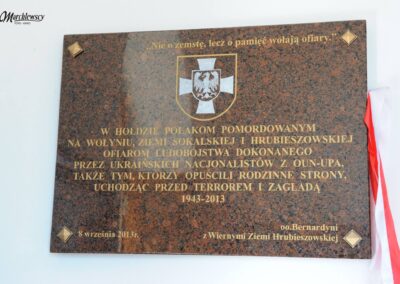 Marchlewscy
„Nie o zemstę, lecz o pamięć wołają ofiary."
W HOŁDZIE POLAKOM POMORDOWANYM
NA WOŁYNIU, ZIEMI SOKALSKIEJ I HRUBIESZOWSKIEJ
OFIAROM LUDOBÓJSTWA DOKONANEGO
PRZEZ UKRAIŃSKICH NACJONALISTÓW Z OUN-UPA,
TAKŻE TYM, KTÓRZY OPUŚCILI RODZINNE STRONY,
UCHODZĄC PRZED TERROREM I ZAGŁADĄ
1943-2013
8 września 2013r.
oo.Bernardyni
z Wiernymi Ziemi Hrubieszowskiej